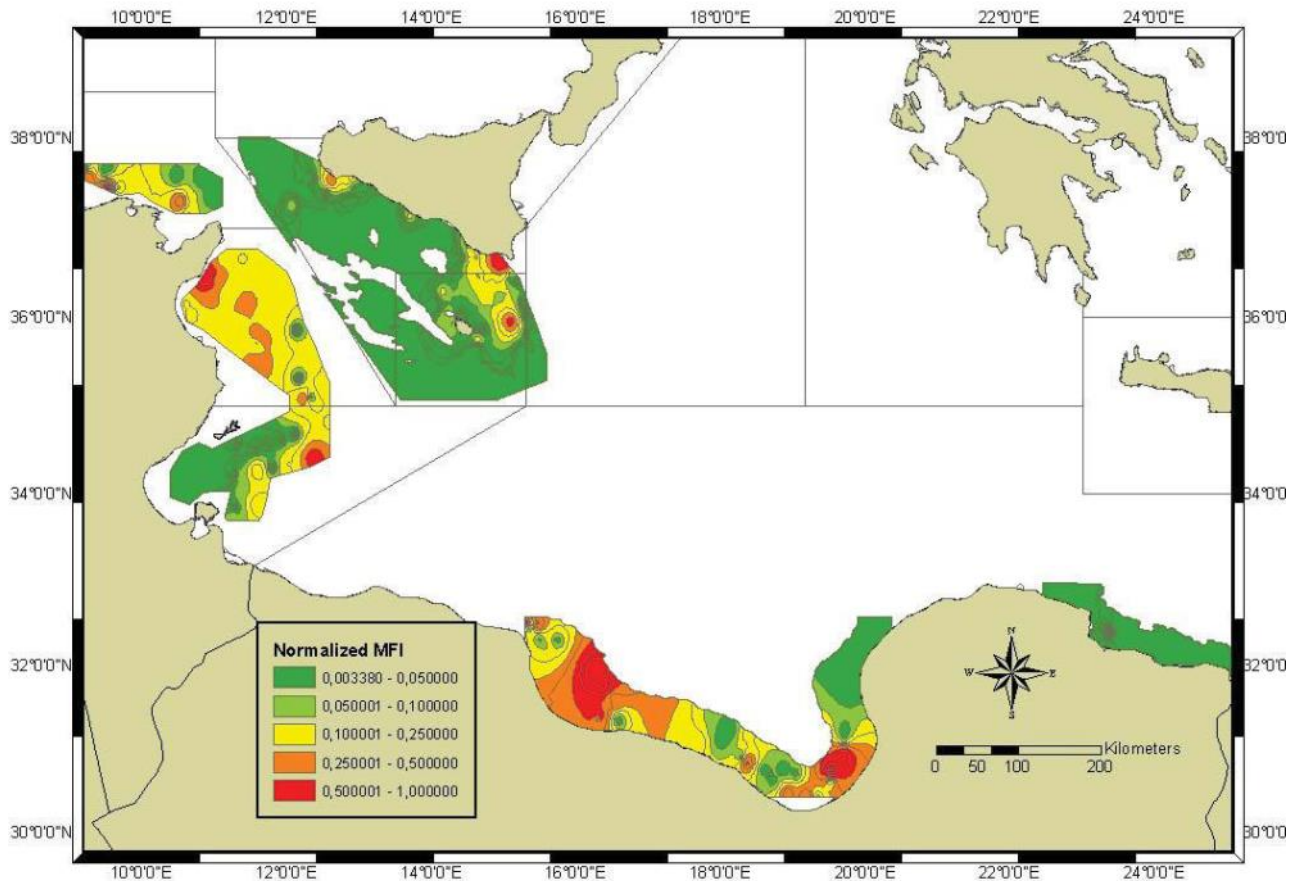 10°0'0"E 12°0'0"E 14°0'0"E 16°0'0"E 18°0'0"E 20°0'0"E 22°0'0"E 24°0'0"E
38°0'0"N 38°0'0"
36°0'0"N 36°0'0"
34°0'0"N 34°0'0"
32°0'0"N 32°0'0"
30°0'0"N 30°0'0"
Normalized MFI
0,003380 - 0,050000
0,050001 - 0,100000
0,100001 - 0,250000
0,250001 - 0,500000
0,500001 - 1,000000
N
W E
S
Kilometers
0 50 100 200
10°0'0"E 12°0'0"E 14°0'0"E 16°0'0"E 18°0'0"E 20°0'0"E 22°0'0"E 24°0'0"E